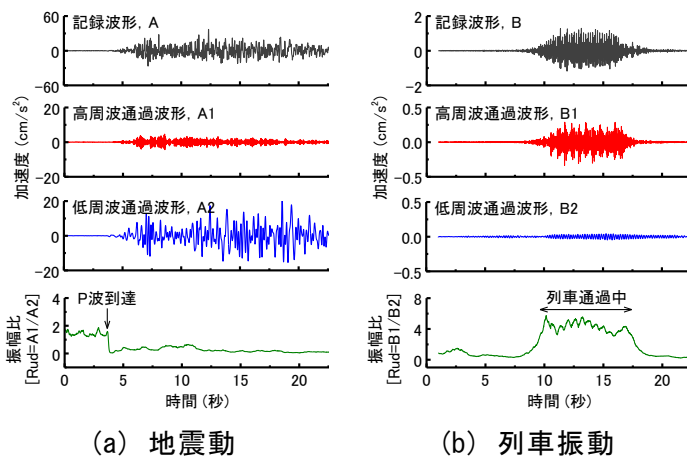 60
0
−60
記録波形, A
20
0
−20
高周波通過波形, A1
加速度 (cm/s²)
20
0
−20
低周波通過波形, A2
4
2
0
P波到達
振幅比
[Rud=A1/A2]
0 5 10 15 20
時間 (秒)
(a) 地震動
2
0
−2
記録波形, B
0.5
0.0
−0.5
高周波通過波形, B1
加速度 (cm/s²)
0.5
0.0
−0.5
低周波通過波形, B2
8
4
0
列車通過中
振幅比
[Rud=B1/B2]
0 5 10 15 20
時間 (秒)
(b) 列車振動